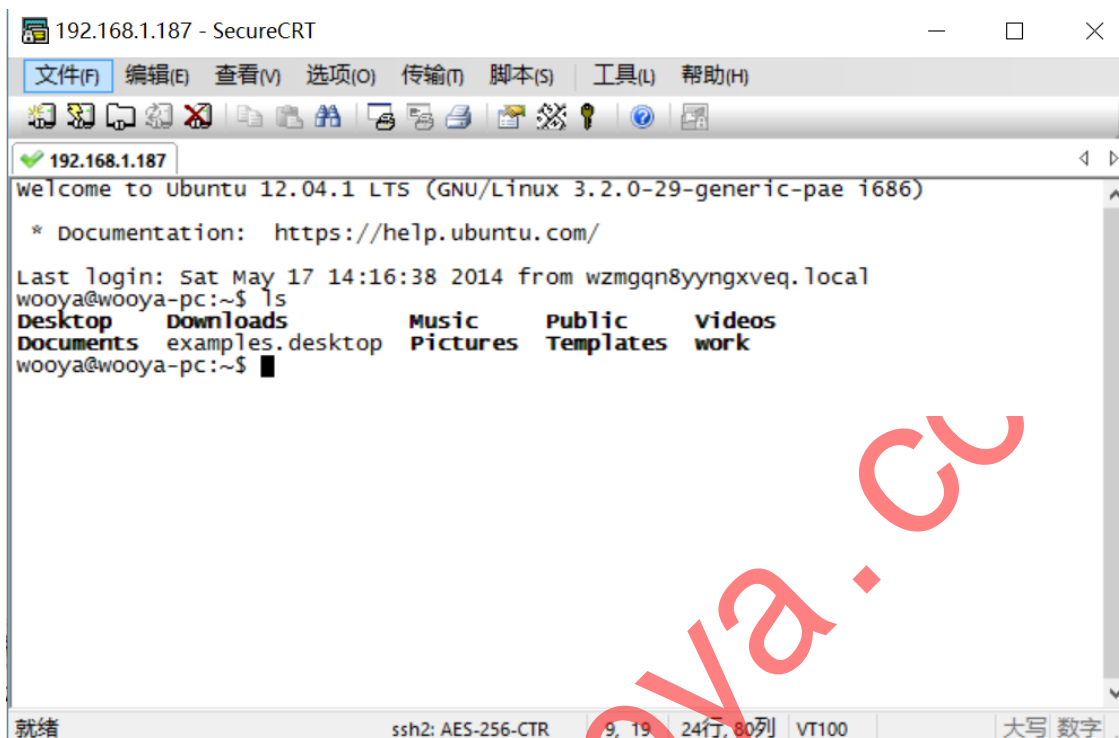 192.168.1.187 - SecureCRT
文件(F) 编辑(E) 查看(V) 选项(O) 传输(T) 脚本(S) 工具(L) 帮助(H)
192.168.1.187
Welcome to Ubuntu 12.04.1 LTS (GNU/Linux 3.2.0-29-generic-pae i686)
* Documentation:  https://help.ubuntu.com/
Last login: Sat May 17 14:16:38 2014 from wzmgqn8yyngxveq.local
wooya@wooya-pc:~$ ls
Desktop    Downloads         Music     Public     Videos
Documents  examples.desktop  Pictures  Templates  work
wooya@wooya-pc:~$
ova.co
就绪 ssh2: AES-256-CTR 9, 19 24行, 80列 VT100 大写 数字